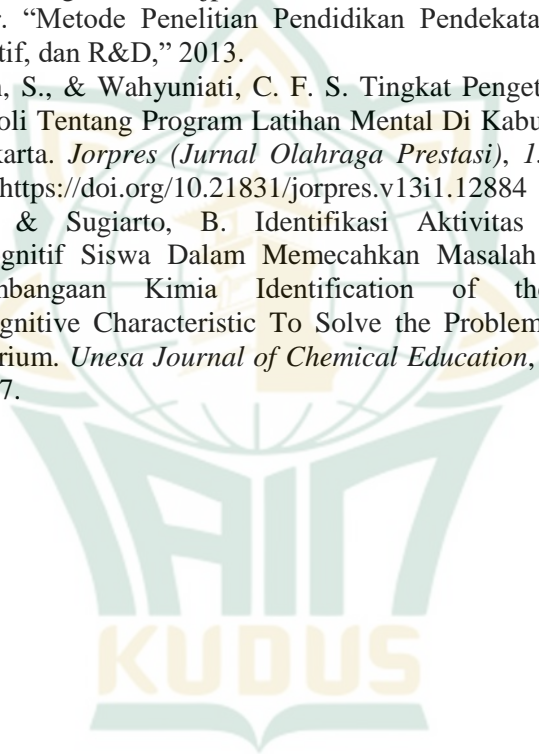 r. “Metode Penelitian Pendidikan Pendekata
tif, dan R&D,” 2013.
, S., & Wahyuniati, C. F. S. Tingkat Penget
oli Tentang Program Latihan Mental Di Kabu
karta. Jorpres (Jurnal Olahraga Prestasi), 1
https://doi.org/10.21831/jorpres.v13i1.12884
& Sugiarto, B. Identifikasi Aktivitas
gnitif Siswa Dalam Memecahkan Masalah
mbangaan Kimia Identification of the
gnitive Characteristic To Solve the Problem
rium. Unesa Journal of Chemical Education,
7.
IAIN
KUDUS